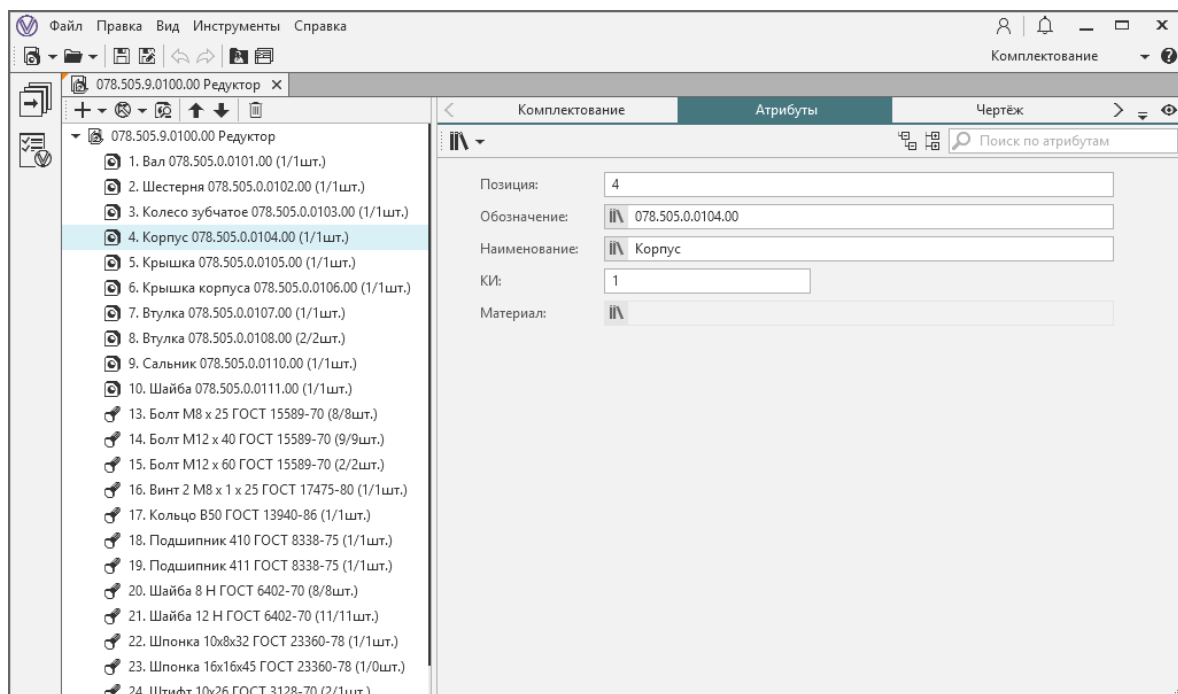 Файл Правка Вид Инструменты Справка
Комплектование
078.505.9.0100.00 Редуктор
Комплектование Атрибуты Чертёж
078.505.9.0100.00 Редуктор
Поиск по атрибутам
1. Вал 078.505.0.0101.00 (1/1шт.)
2. Шестерня 078.505.0.0102.00 (1/1шт.)
3. Колесо зубчатое 078.505.0.0103.00 (1/1шт.)
4. Корпус 078.505.0.0104.00 (1/1шт.)
5. Крышка 078.505.0.0105.00 (1/1шт.)
6. Крышка корпуса 078.505.0.0106.00 (1/1шт.)
7. Втулка 078.505.0.0107.00 (1/1шт.)
8. Втулка 078.505.0.0108.00 (2/2шт.)
9. Сальник 078.505.0.0110.00 (1/1шт.)
10. Шайба 078.505.0.0111.00 (1/1шт.)
13. Болт М8 х 25 ГОСТ 15589-70 (8/8шт.)
14. Болт М12 х 40 ГОСТ 15589-70 (9/9шт.)
15. Болт М12 х 60 ГОСТ 15589-70 (2/2шт.)
16. Винт 2 М8 х 1 х 25 ГОСТ 17475-80 (1/1шт.)
17. Кольцо В50 ГОСТ 13940-86 (1/1шт.)
18. Подшипник 410 ГОСТ 8338-75 (1/1шт.)
19. Подшипник 411 ГОСТ 8338-75 (1/1шт.)
20. Шайба 8 Н ГОСТ 6402-70 (8/8шт.)
21. Шайба 12 Н ГОСТ 6402-70 (11/11шт.)
22. Шпонка 10х8х32 ГОСТ 23360-78 (1/1шт.)
23. Шпонка 16х16х45 ГОСТ 23360-78 (1/0шт.)
24. Штифт 10х26 ГОСТ 3128-70 (2/1шт.)
Позиция: 4
Обозначение: 078.505.0.0104.00
Наименование: Корпус
КИ: 1
Материал: